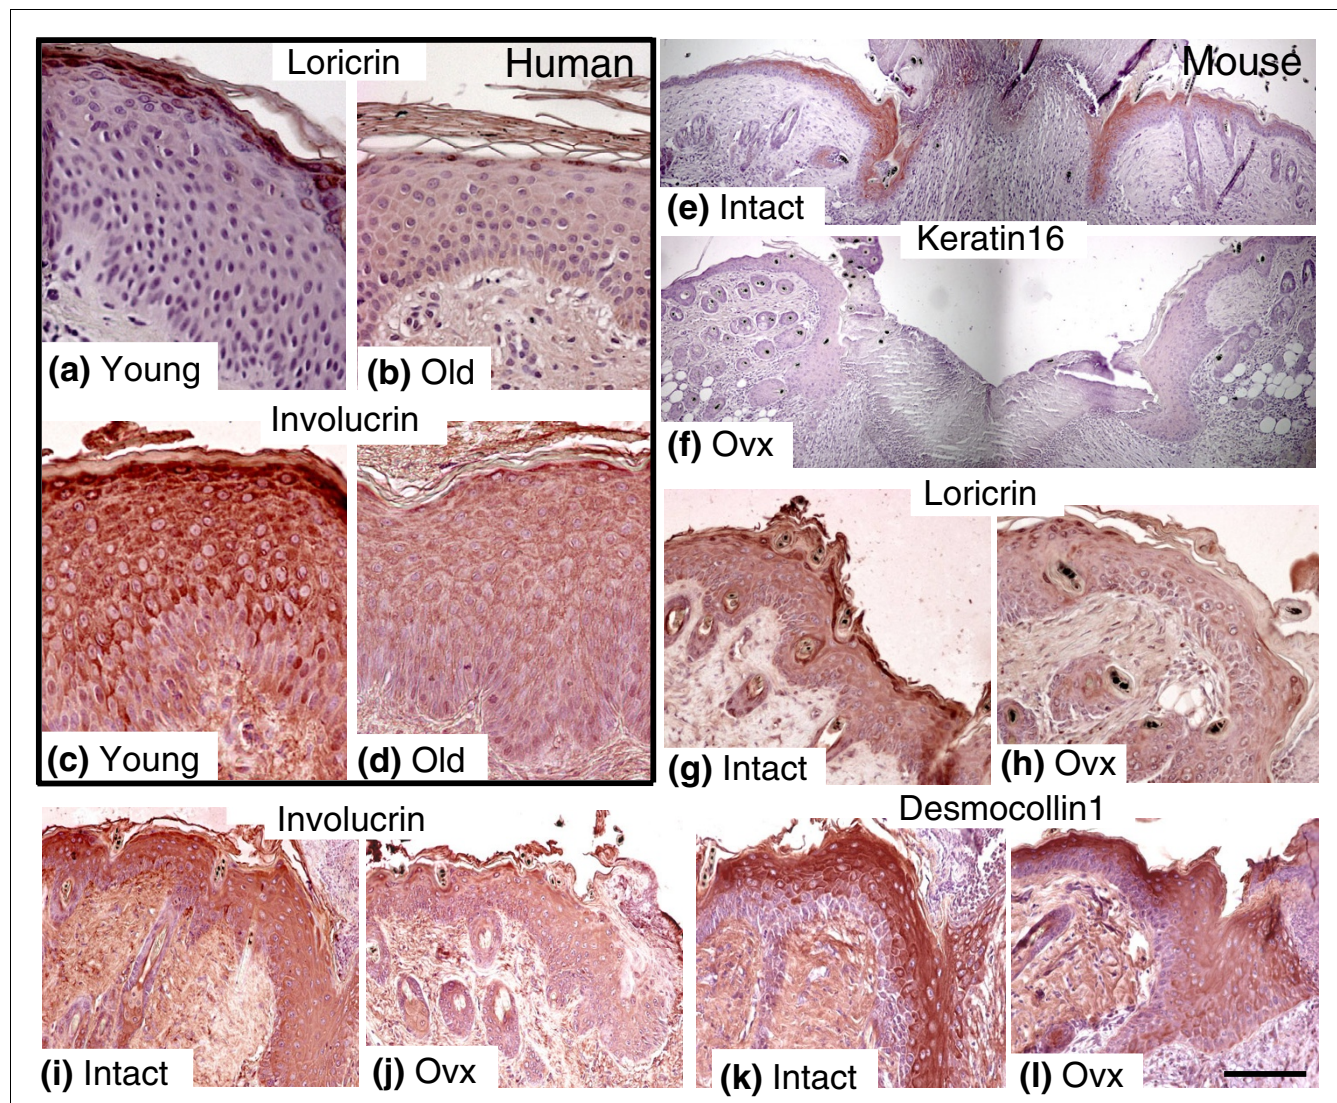 Loricrin
Human
(a) Young
(b) Old
Involucrin
(c) Young
(d) Old
Mouse
(e) Intact
Keratin16
(f) Ovx
Loricrin
(g) Intact
(h) Ovx
Involucrin
(i) Intact
(j) Ovx
Desmocollin1
(k) Intact
(l) Ovx